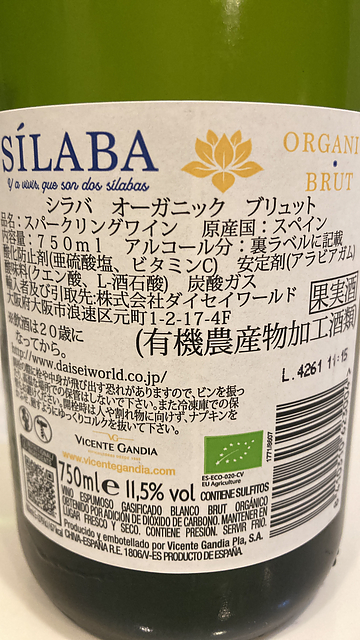 SÍLABA
Y a vivir, que son dos sílabas
ORGANI
BRUT
シラバ オーガニック ブリュット
品名：スパークリングワイン 原産国：スペイン
内容量：750ml アルコール分：裏ラベルに記載
酸化防止剤(亜硫酸塩、ビタミンC) 安定剤(アラビアガム)
酸味料(クエン酸、L-酒石酸) 炭酸ガス
輸入者及び引取先:株式会社ダイセイワールド
大阪府大阪市浪速区元町1-2-17-4F
果実酒
※飲酒は20歳に
なってから。
(有機農産物加工酒類)
http://www.daiseiworld.co.jp/
L.4261 11:15
VICENTE GANDIA
www.vicentegandia.com
ES-ECO-020-CV
EU Agriculture
750ml e 11,5% vol CONTIENE SULFITOS
VINO ESPUMOSO GASIFICADO BLANCO BRUT ORGÁNICO
OBTENIDO POR ADICIÓN DE DIÓXIDO DE CARBONO. MANTENER EN
LUGAR FRESCO Y SECO. CONTIENE PRESIÓN. SERVIR FRÍO.
Producido y embotellado por Vicente Gandia Pla, S.A.
CHIVA-ESPAÑA R.E. 1806/V-ES PRODUCTO DE ESPAÑA.